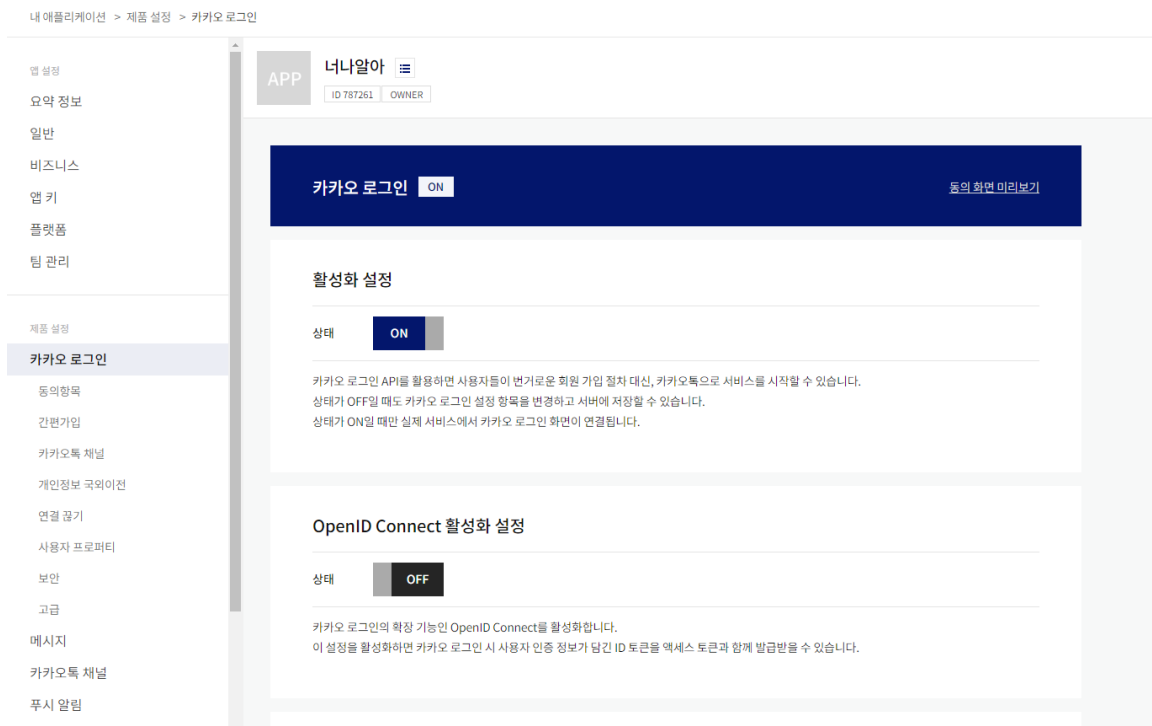 내 애플리케이션 > 제품 설정 > 카카오 로그인
앱 설정
요약 정보
일반
비즈니스
앱 키
플랫폼
팀 관리
제품 설정
카카오 로그인
동의항목
간편가입
카카오톡 채널
개인정보 국외이전
연결 끊기
사용자 프로퍼티
보안
고급
메시지
카카오톡 채널
푸시 알림
APP
너나알아
ID 787261 OWNER
카카오 로그인 ON
동의 화면 미리보기
활성화 설정
상태 ON
카카오 로그인 API를 활용하면 사용자들이 번거로운 회원 가입 절차 대신, 카카오톡으로 서비스를 시작할 수 있습니다.
상태가 OFF일 때도 카카오 로그인 설정 항목을 변경하고 서버에 저장할 수 있습니다.
상태가 ON일 때만 실제 서비스에서 카카오 로그인 화면이 연결됩니다.
OpenID Connect 활성화 설정
상태 OFF
카카오 로그인의 확장 기능인 OpenID Connect를 활성화합니다.
이 설정을 활성화하면 카카오 로그인 시 사용자 인증 정보가 담긴 ID 토큰을 액세스 토큰과 함께 발급받을 수 있습니다.